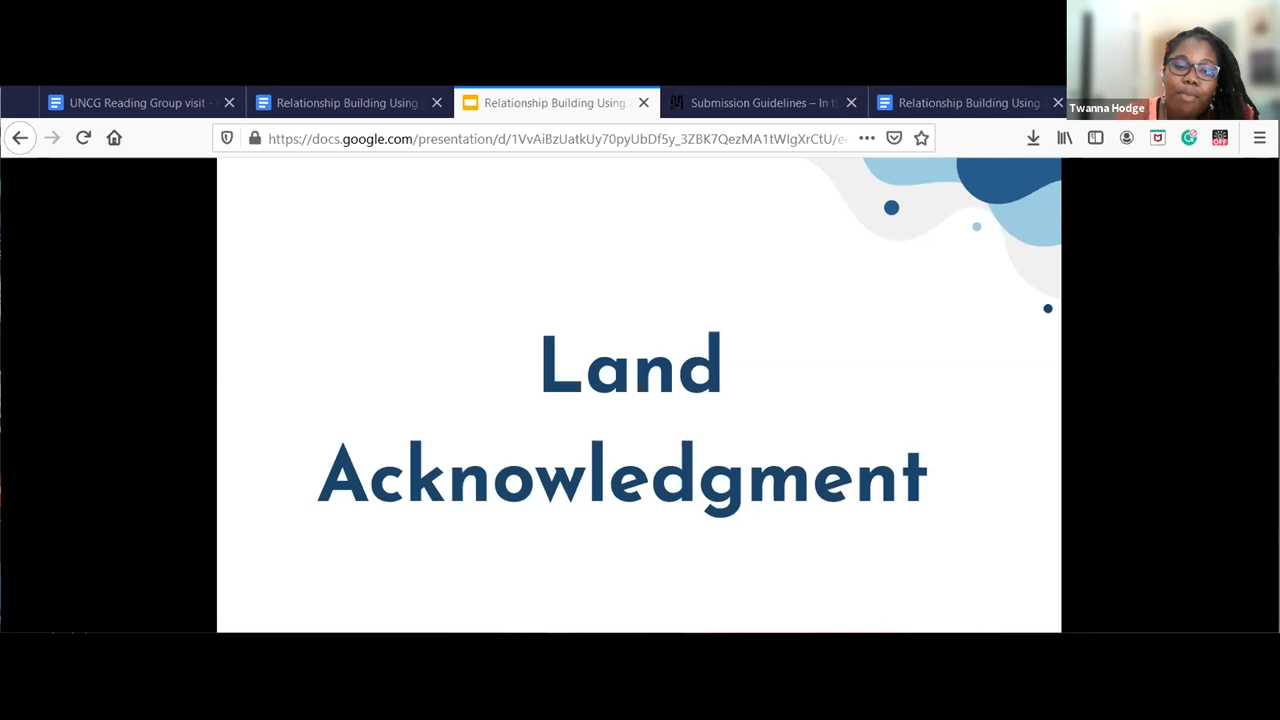 Twanna Hodge
UNCG Reading Group visit -
Relationship Building Using
Relationship Building Using
Submission Guidelines – In t
Relationship Building Using
https://docs.google.com/presentation/d/1VvAiBzUatkUy70pyUbDf5y_3ZBK7QezMA1tWIgXrCtU/e
OFF
Land
Acknowledgment